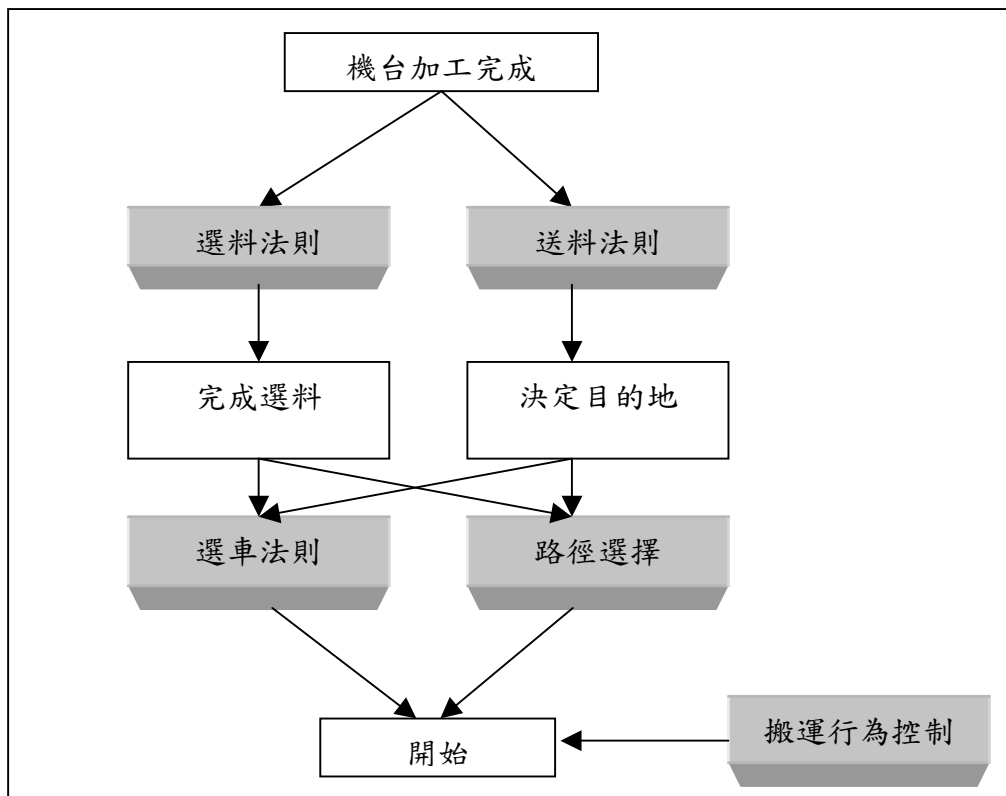 機台加工完成
選料法則
送料法則
完成選料
決定目的地
選車法則
路徑選擇
開始
搬運行為控制